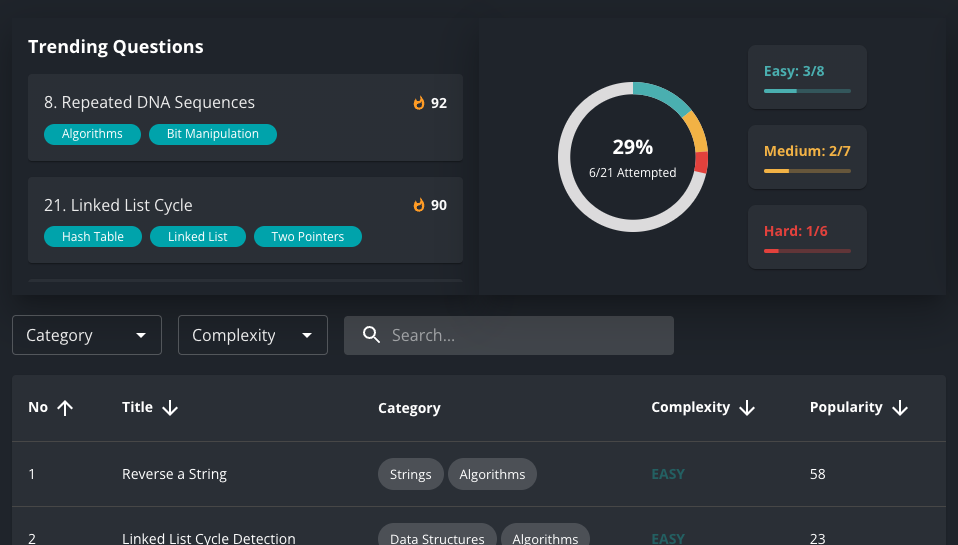 Trending Questions
8. Repeated DNA Sequences
92
Algorithms
Bit Manipulation
21. Linked List Cycle
90
Hash Table
Linked List
Two Pointers
29%
6/21 Attempted
Easy: 3/8
Medium: 2/7
Hard: 1/6
Category
Complexity
Search...
No
Title
Category
Complexity
Popularity
1
Reverse a String
Strings
Algorithms
EASY
58
2
Linked List Cycle Detection
Data Structures
Algorithms
EASY
23